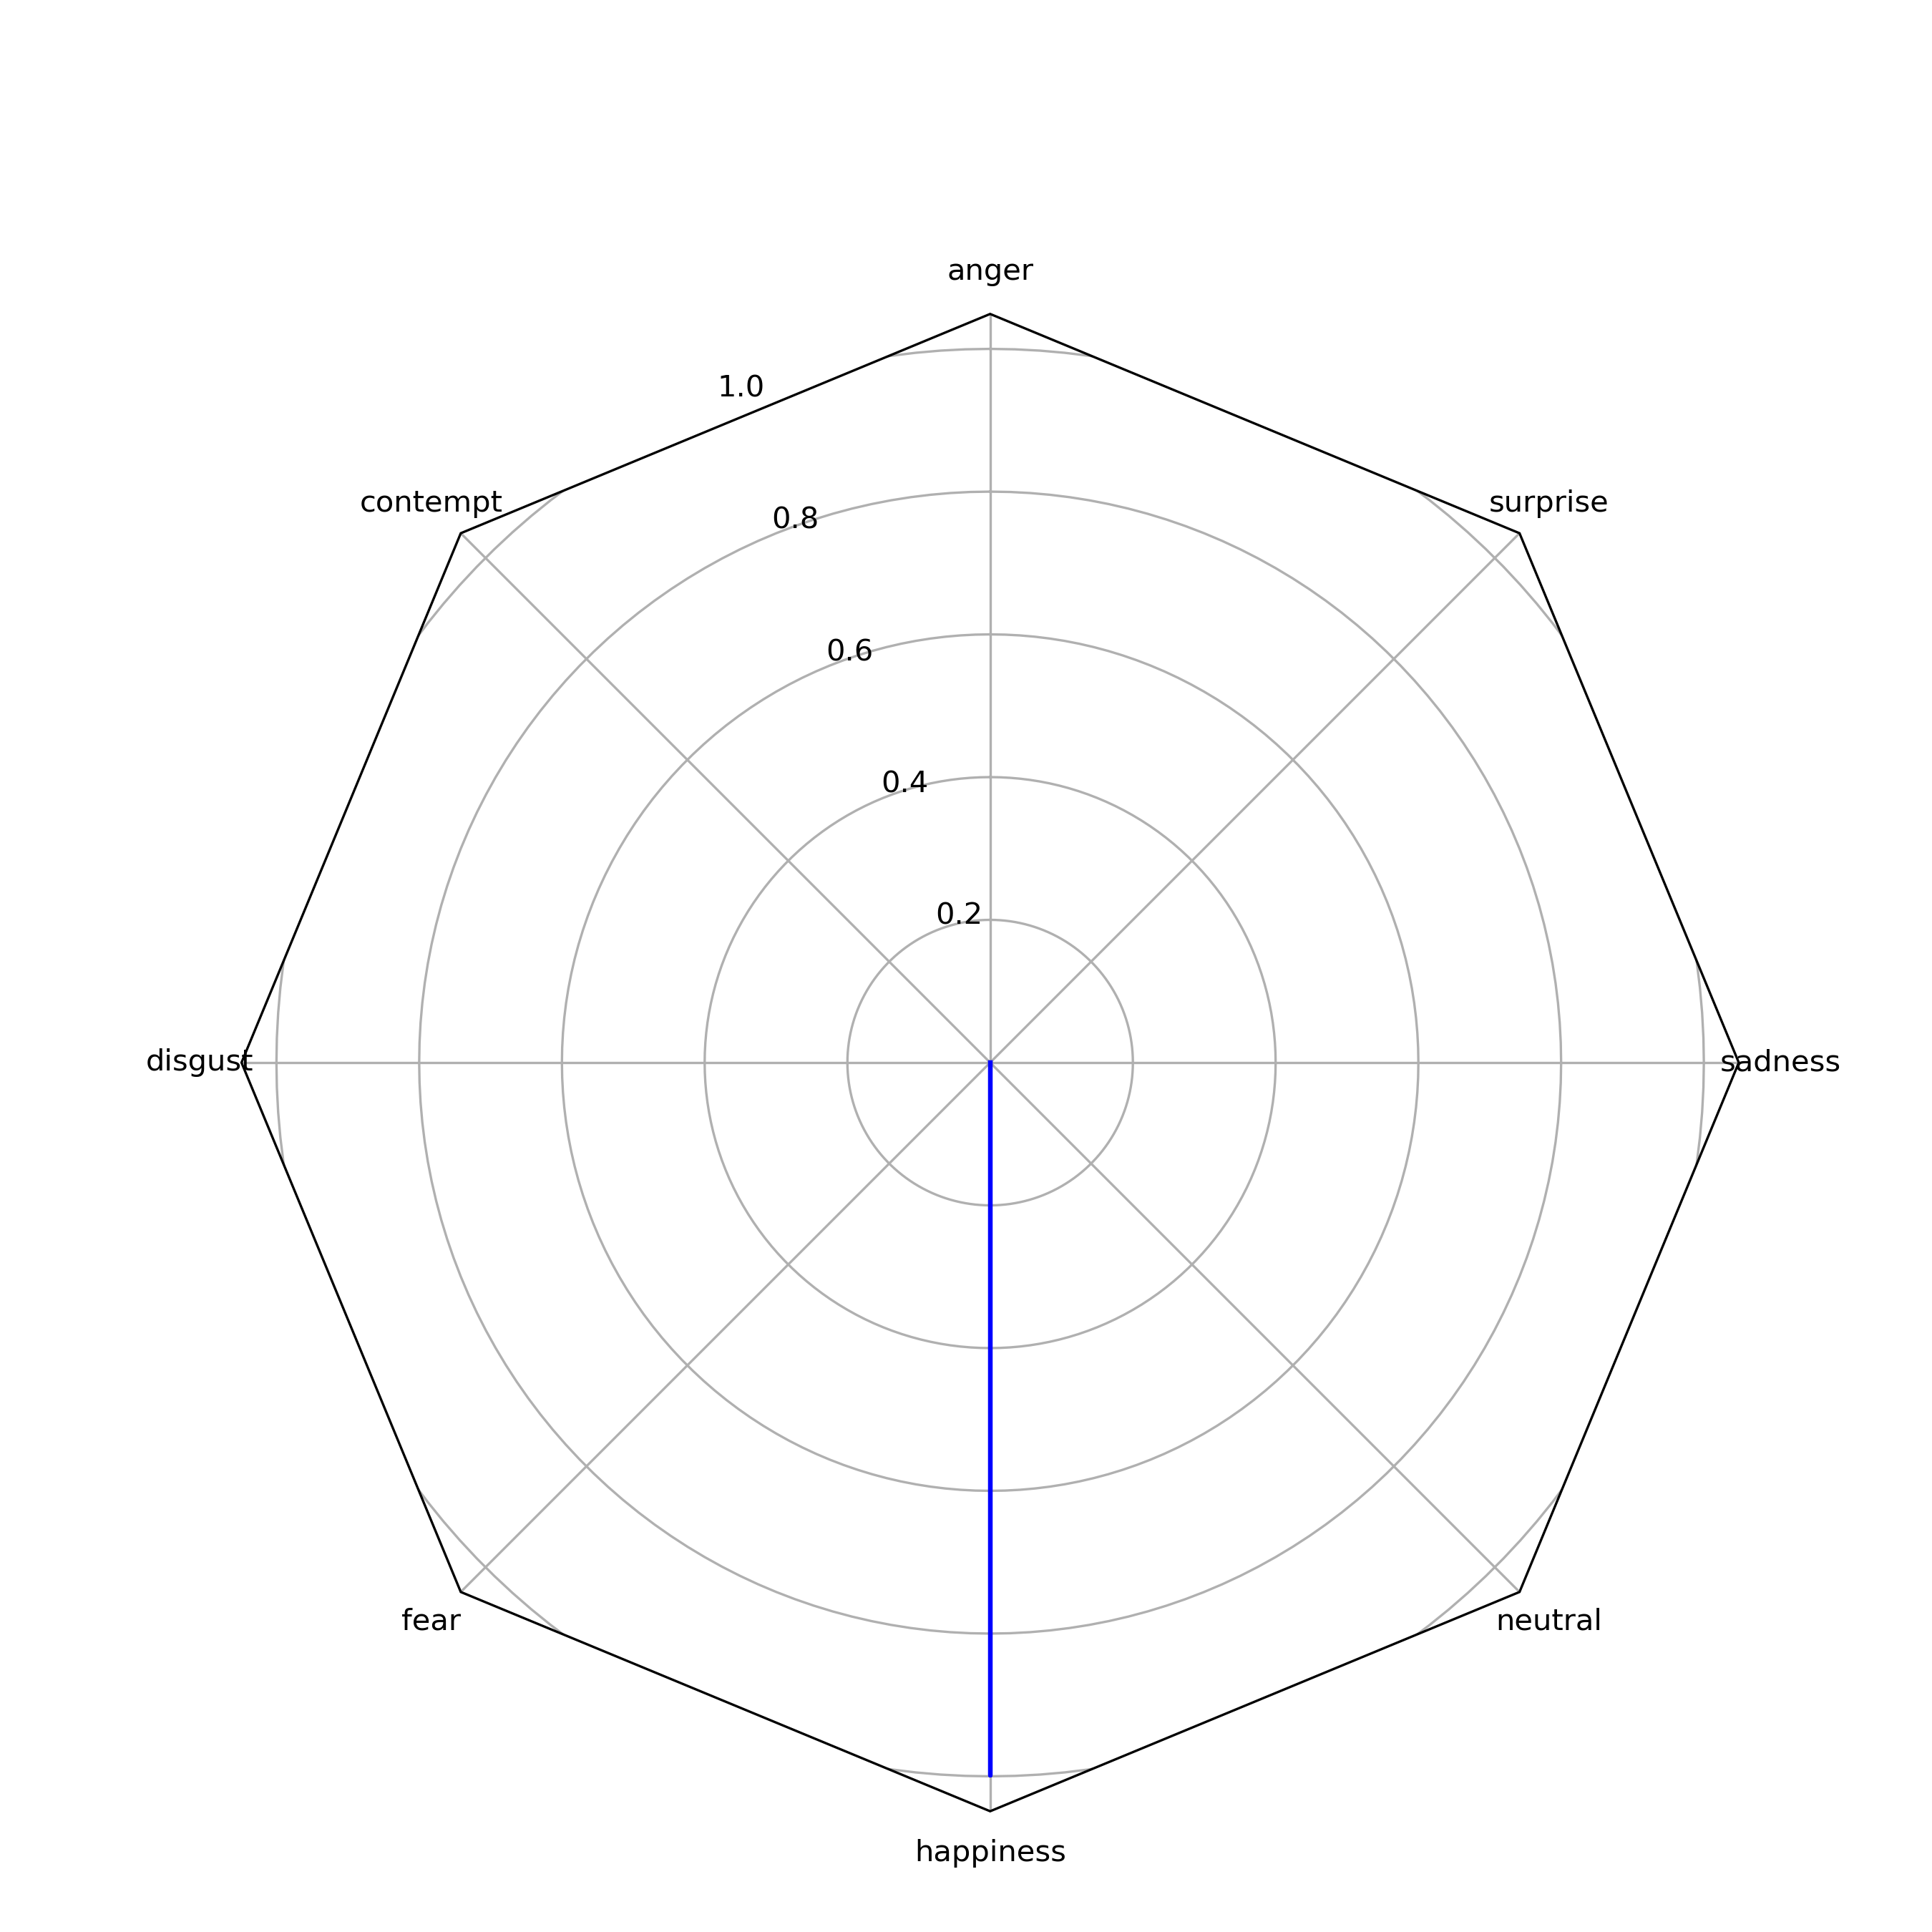 anger
1.0
contempt
surprise
0.8
0.6
0.4
0.2
disgust
sadness
fear
neutral
happiness